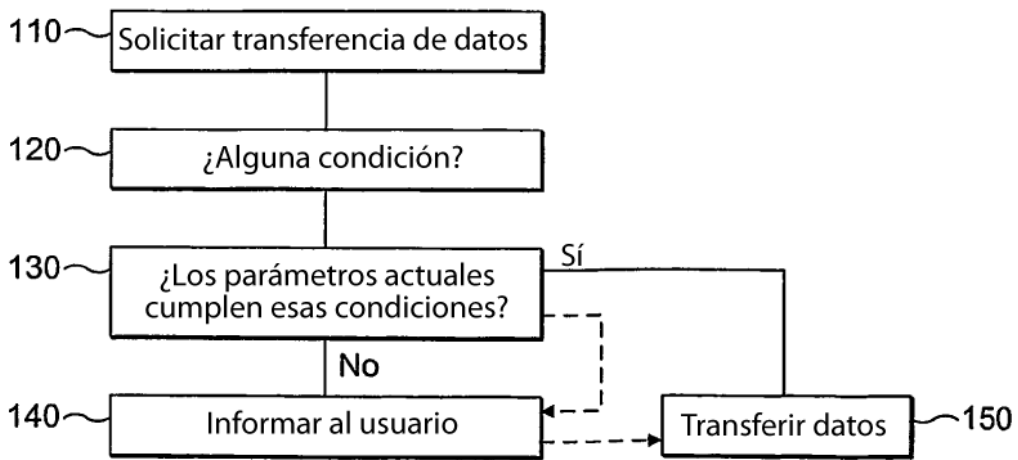 110
Solicitar transferencia de datos
120
¿Alguna condición?
130
¿Los parámetros actuales
cumplen esas condiciones?
Sí
No
140
Informar al usuario
Transferir datos
150